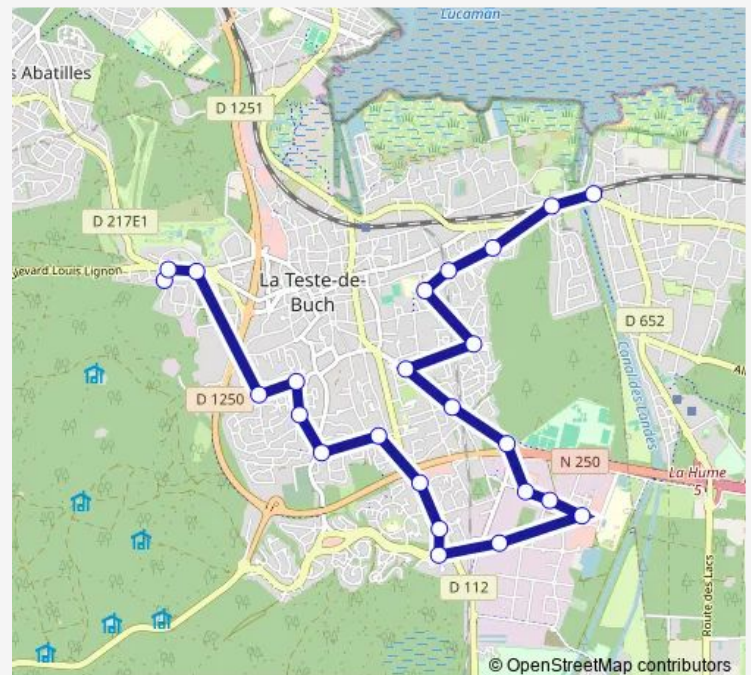 Lucaman
s Abatilles
D 1251
D 217E1
levard Louis Lignon
La Teste-de-
Buch
D 652
Canal des Landes
D 1250
N 250
La Hume
5
D 112
Route des Lacs
© OpenStreetMap contributors